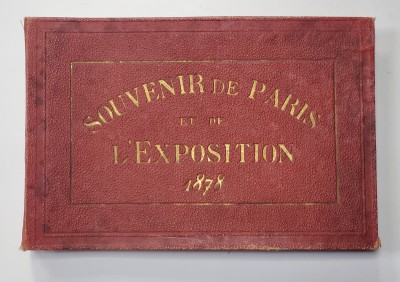 SOUVENIR DE PARIS
ET DE
L'EXPOSITION
1878